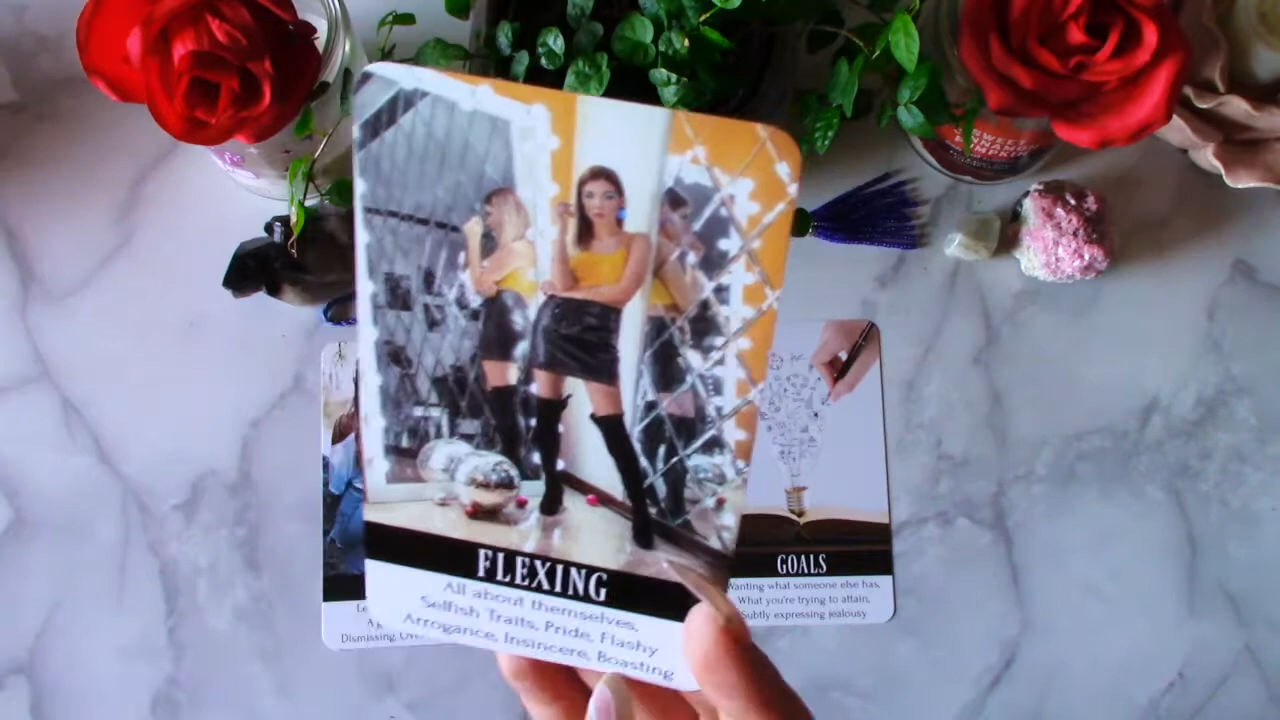 FLEXING
All about themselves,
Selfish Traits, Pride, Flashy
Arrogance, Insincere, Boasting
GOALS
Wanting what someone else has,
What you're trying to attain,
Subtly expressing jealousy
Dismissing,